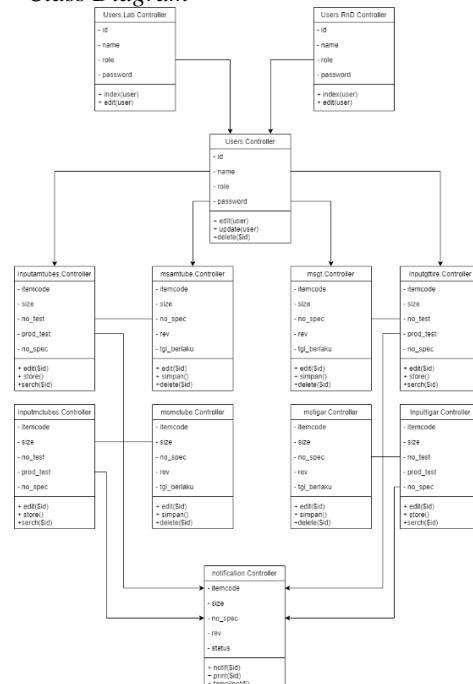 Class Diagram
Users.Lab.Controller
- id
- name
- role
- password
+ index(user)
+ edit(user)
Users.RnD.Controller
- id
- name
- role
- password
+ index(user)
+ edit(user)
Users.Controller
- id
- name
- role
- password
+ edit(user)
+ update(user)
+delete($id)
inputamtubes.Controller
- itemcode
- size
- no_test
- prod_test
- no_spec
+ edit($id)
+ store()
+serch($id)
msamtube.Controller
- itemcode
- size
- no_spec
- rev
- tgl_berlaku
+ edit($id)
+ simpan()
+delete($id)
msgt.Controller
- itemcode
- size
- no_spec
- rev
- tgl_berlaku
+ edit($id)
+ simpan()
+delete($id)
inputgttire.Controller
- itemcode
- size
- no_test
- prod_test
- no_spec
+ edit($id)
+ store()
+serch($id)
inputmctubes.Controller
- itemcode
- size
- no_test
- prod_test
- no_spec
+ edit($id)
+ store()
+serch($id)
msmctube.Controller
- itemcode
- size
- no_spec
- rev
- tgl_berlaku
+ edit($id)
+ simpan()
+delete($id)
mstigar.Controller
- itemcode
- size
- no_spec
- rev
- tgl_berlaku
+ edit($id)
+ simpan()
+delete($id)
inputtigar.Controller
- itemcode
- size
- no_test
- prod_test
- no_spec
+ edit($id)
+ store()
+serch($id)
notification.Controller
- itemcode
- size
- no_spec
- rev
- status
+ notif($id)
+ print($id)